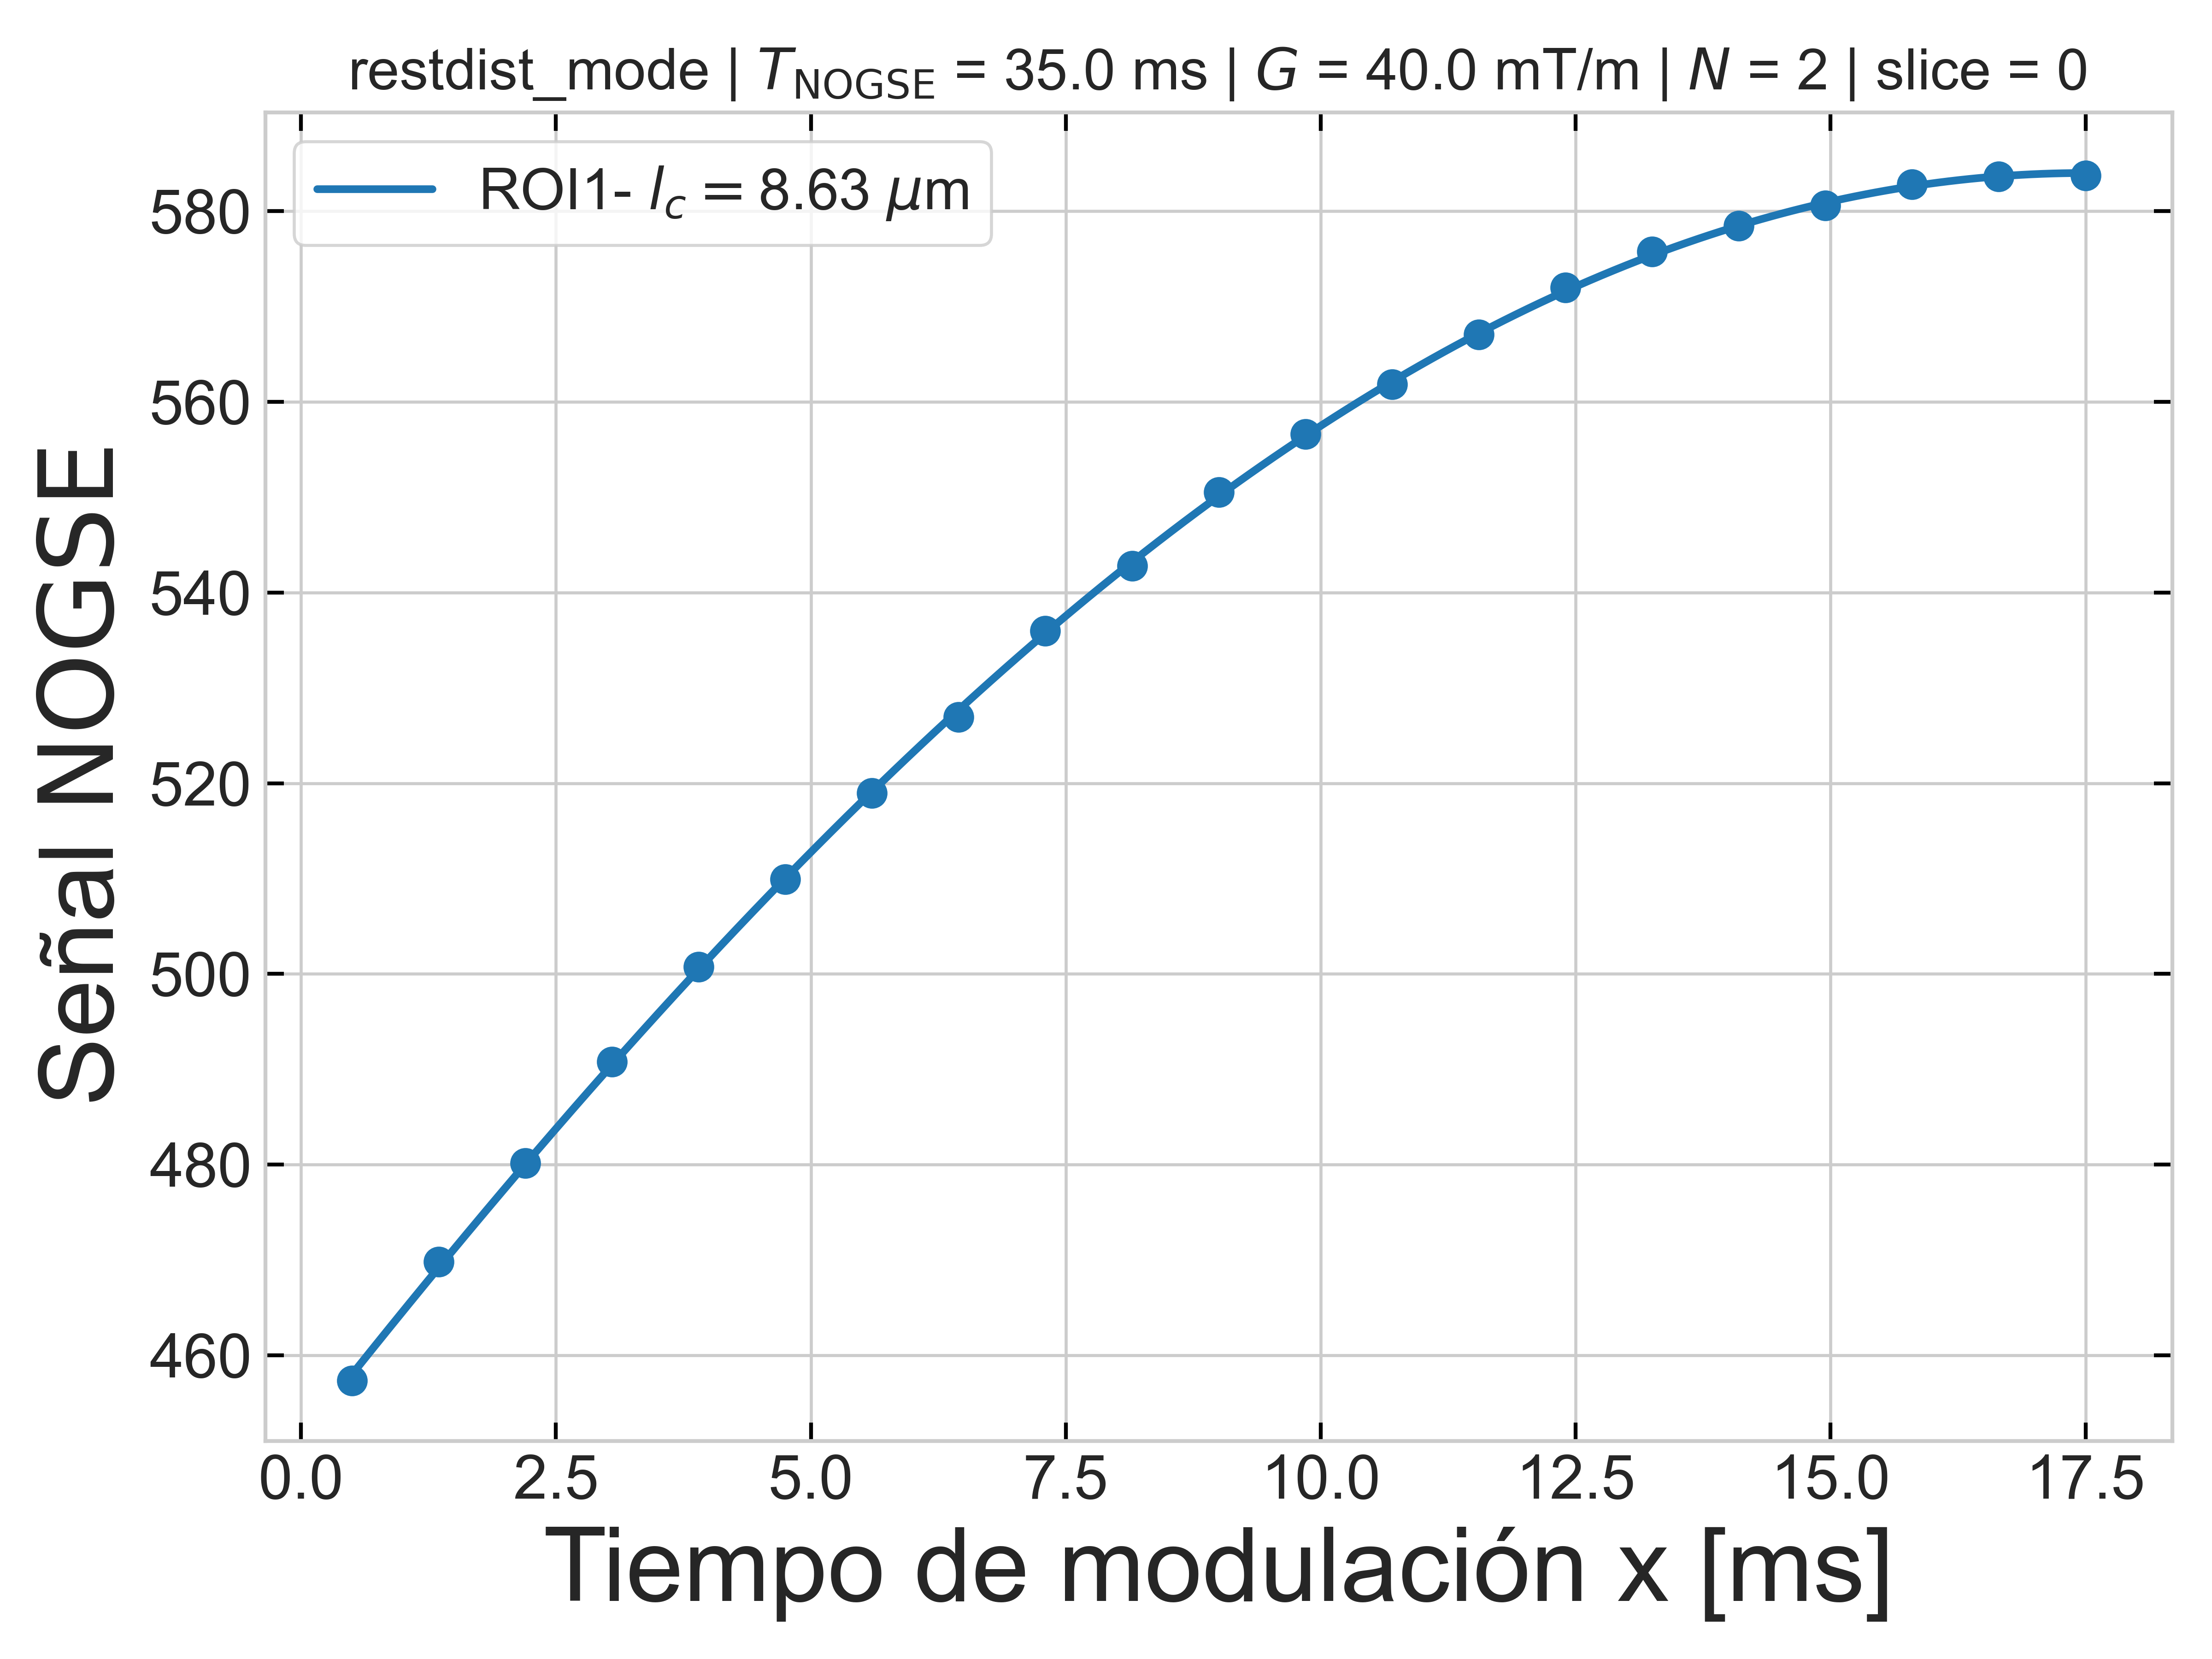 restdist_mode | T_NOGSE = 35.0 ms | G = 40.0 mT/m | N = 2 | slice = 0
ROI1- l_c = 8.63 μm
580
560
540
520
500
480
460
Señal NOGSE
0.0 2.5 5.0 7.5 10.0 12.5 15.0 17.5
Tiempo de modulación x [ms]